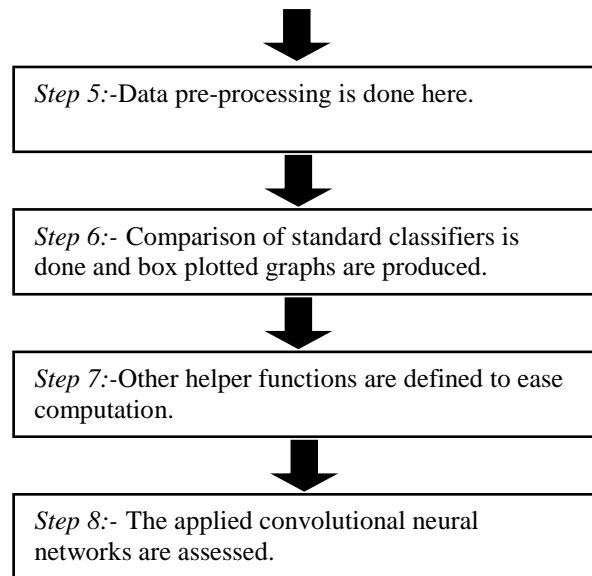 Step 5:-Data pre-processing is done here.
Step 6:- Comparison of standard classifiers is
done and box plotted graphs are produced.
Step 7:-Other helper functions are defined to ease
computation.
Step 8:- The applied convolutional neural
networks are assessed.